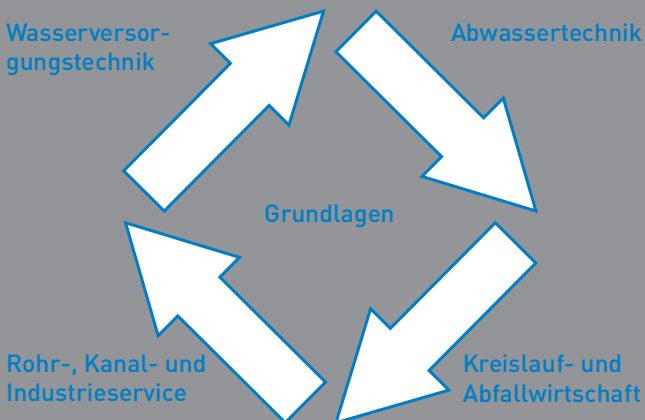 Wasserversor-
gungstechnik
Abwassertechnik
Grundlagen
Rohr-, Kanal- und
Industrieservice
Kreislauf- und
Abfallwirtschaft